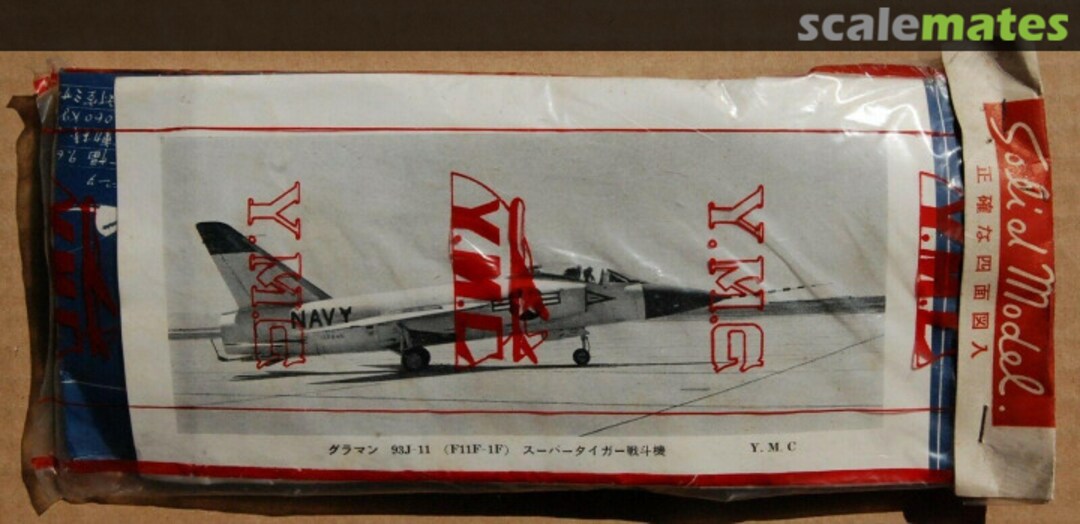 scalemates
Y.M.C
Y.M.C
Y.M.C
Y.M.C
Y.M.C
NAVY
グラマン 93J-11 (F11F-1F) スーパータイガー戦斗機 Y. M. C
Solid Model.
正確な四面図入